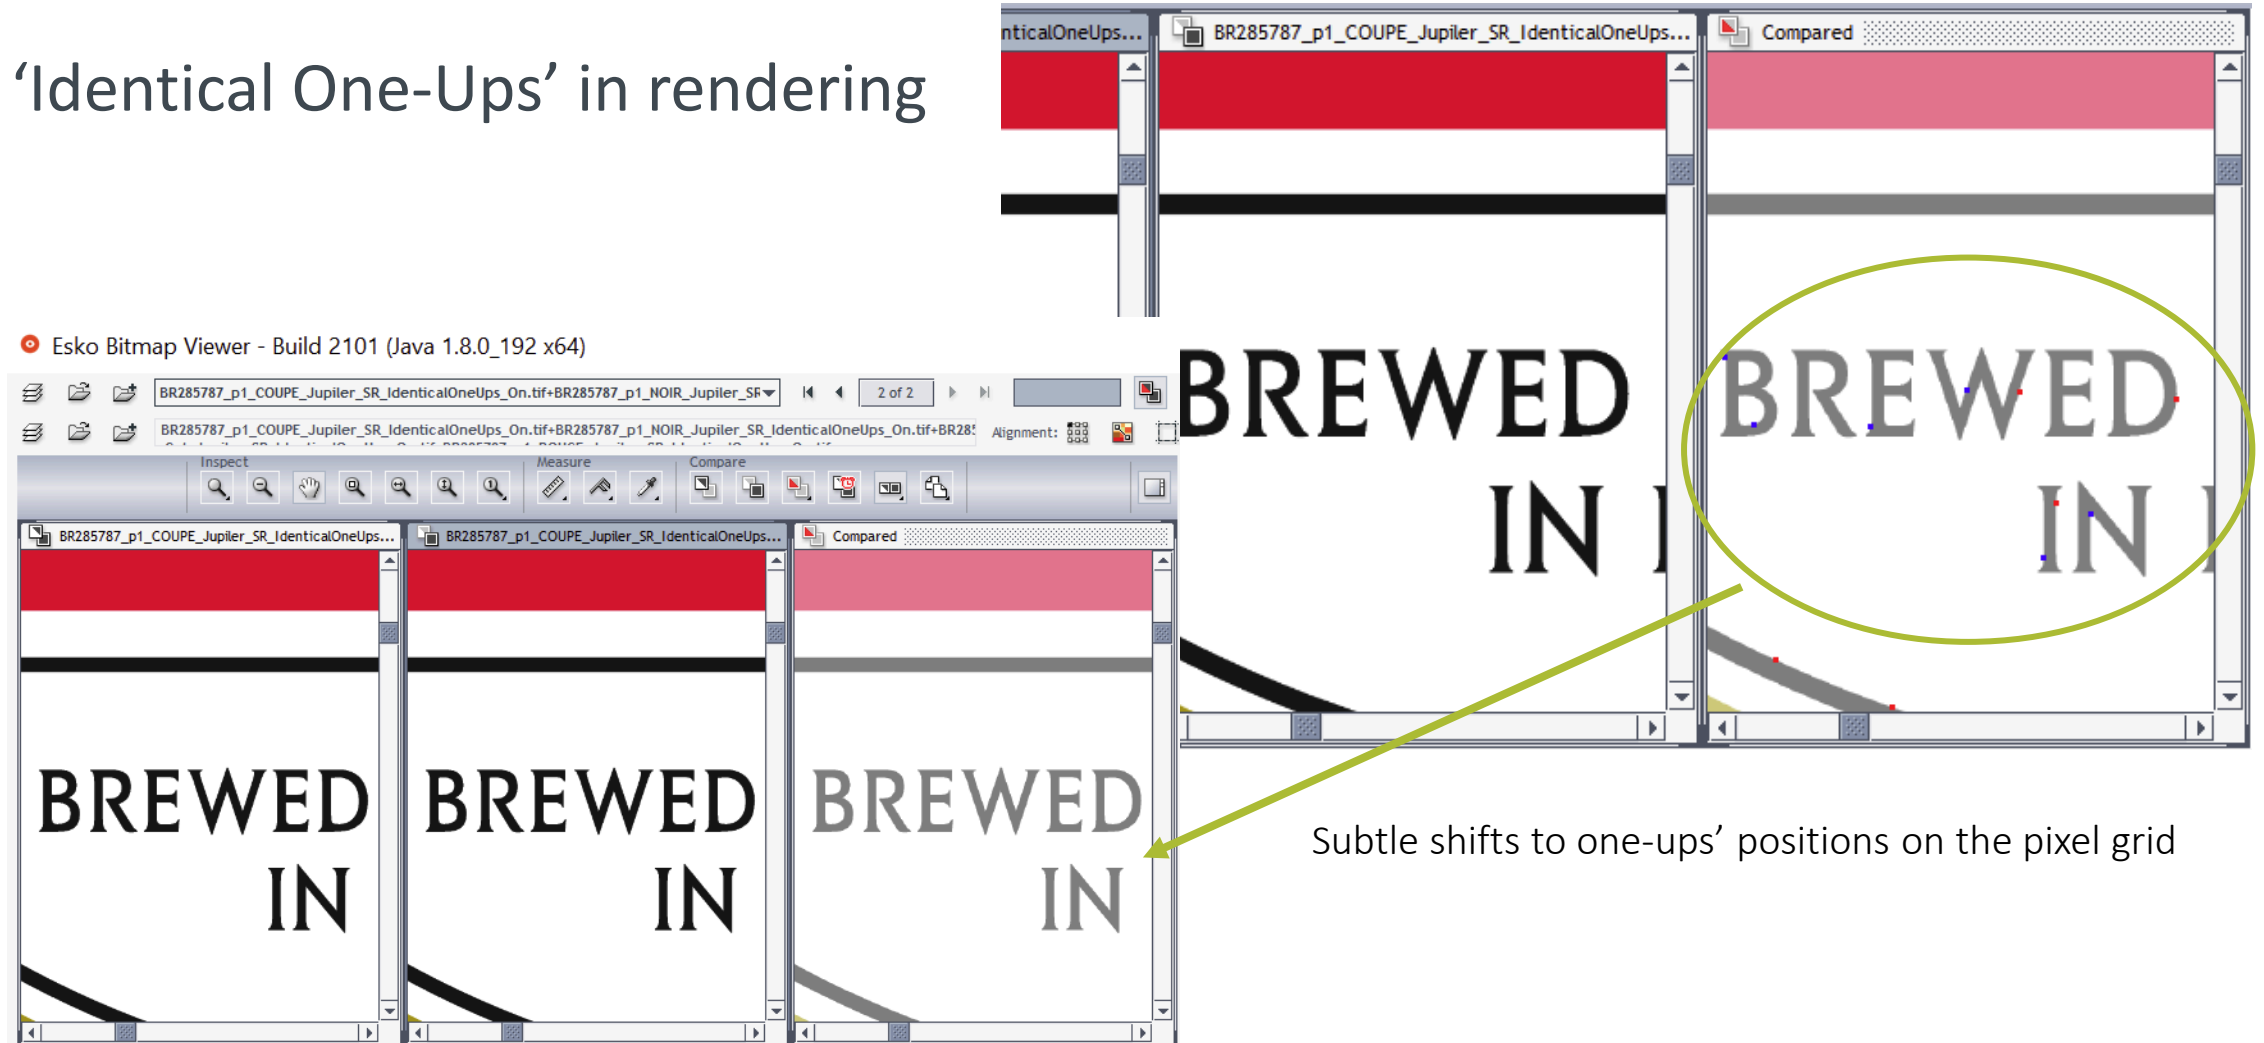 ‘Identical One-Ups’ in rendering
nticalOneUps...
BR285787_p1_COUPE_Jupiler_SR_IdenticalOneUps...
Compared
BREWED
IN
BREWED
IN
Esko Bitmap Viewer - Build 2101 (Java 1.8.0_192 x64)
BR285787_p1_COUPE_Jupiler_SR_IdenticalOneUps_On.tif+BR285787_p1_NOIR_Jupiler_SR
2 of 2
BR285787_p1_COUPE_Jupiler_SR_IdenticalOneUps_On.tif+BR285787_p1_NOIR_Jupiler_SR_IdenticalOneUps_On.tif+BR285
Alignment:
Inspect
Measure
Compare
BR285787_p1_COUPE_Jupiler_SR_IdenticalOneUps...
BR285787_p1_COUPE_Jupiler_SR_IdenticalOneUps...
Compared
BREWED
IN
BREWED
IN
BREWED
IN
Subtle shifts to one-ups’ positions on the pixel grid